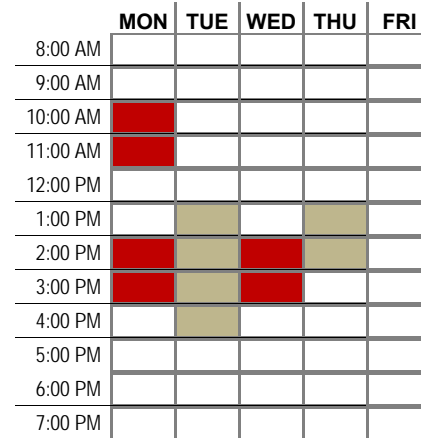 MON TUE WED THU FRI
8:00 AM
9:00 AM
10:00 AM
11:00 AM
12:00 PM
1:00 PM
2:00 PM
3:00 PM
4:00 PM
5:00 PM
6:00 PM
7:00 PM